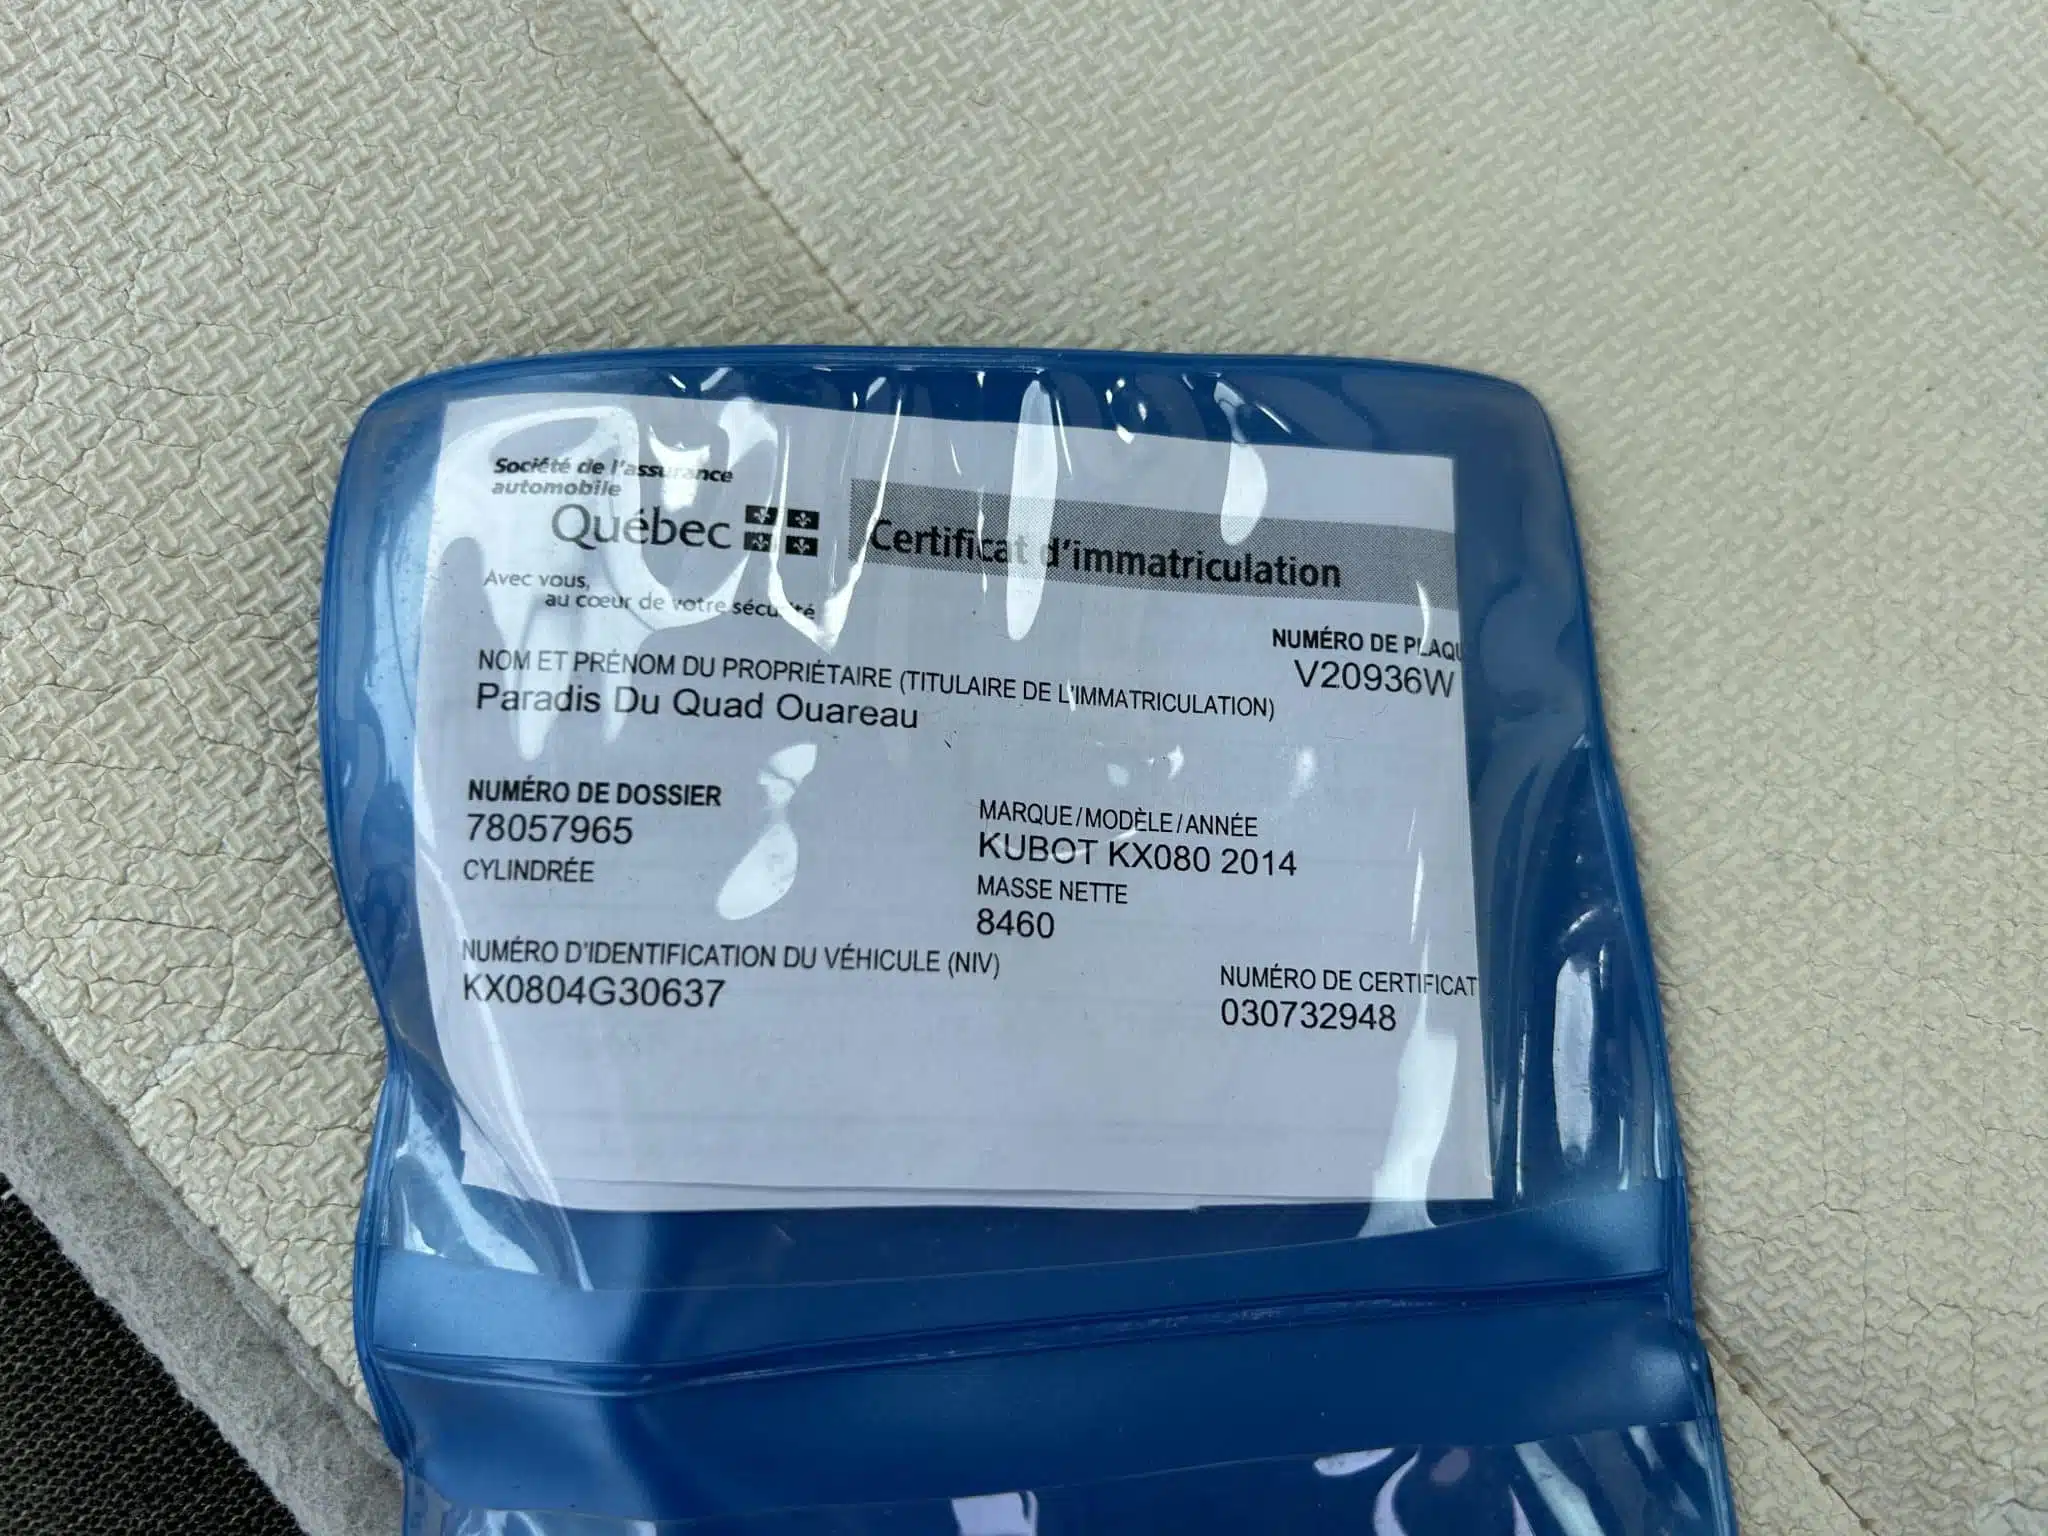 Société de l'assurance
automobile
Québec
Certificat d'immatriculation
Avec vous,
au cœur de votre sécurité
NUMÉRO DE PLAQU
V20936W
NOM ET PRÉNOM DU PROPRIÉTAIRE (TITULAIRE DE L'IMMATRICULATION)
Paradis Du Quad Ouareau
NUMÉRO DE DOSSIER
78057965
MARQUE/MODÈLE/ANNÉE
KUBOT KX080 2014
CYLINDRÉE
MASSE NETTE
8460
NUMÉRO D'IDENTIFICATION DU VÉHICULE (NIV)
KX0804G30637
NUMÉRO DE CERTIFICAT
030732948